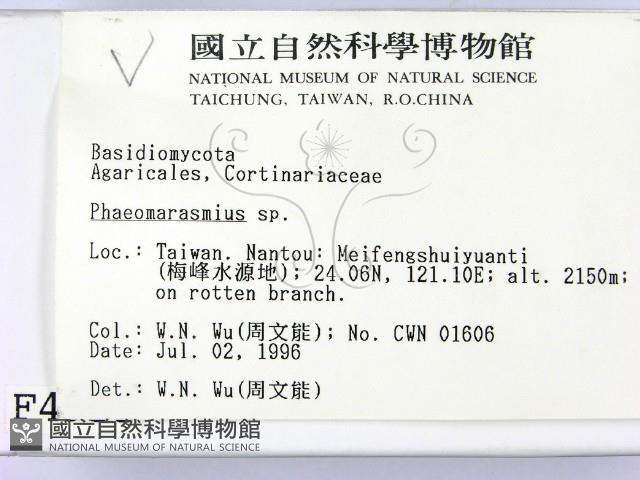 國立自然科學博物館
NATIONAL MUSEUM OF NATURAL SCIENCE
TAICHUNG, TAIWAN, R.O.CHINA
Basidiomycota
Agaricales, Cortinariaceae
Phaeomarasmius sp.
Loc.: Taiwan. Nantou: Meifengshuiyuanti
(梅峰水源地); 24.06N, 121.10E; alt. 2150m;
on rotten branch.
Col.: W.N. Wu(周文能); No. CWN 01606
Date: Jul. 02, 1996
Det.: W.N. Wu(周文能)
F4
國立自然科學博物館
NATIONAL MUSEUM OF NATURAL SCIENCE